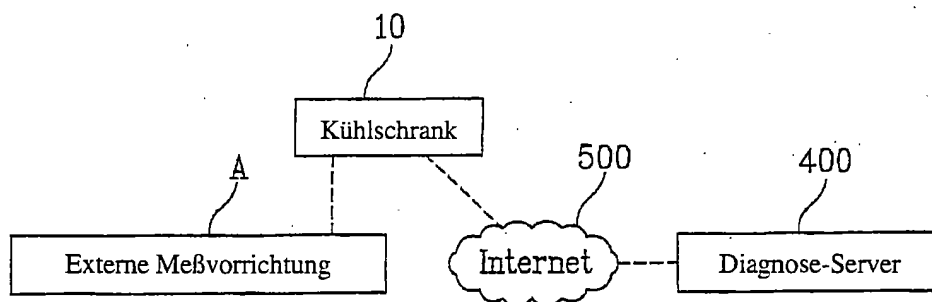 10
Kühlschrank
A
500
400
Externe Meßvorrichtung
Internet
Diagnose-Server